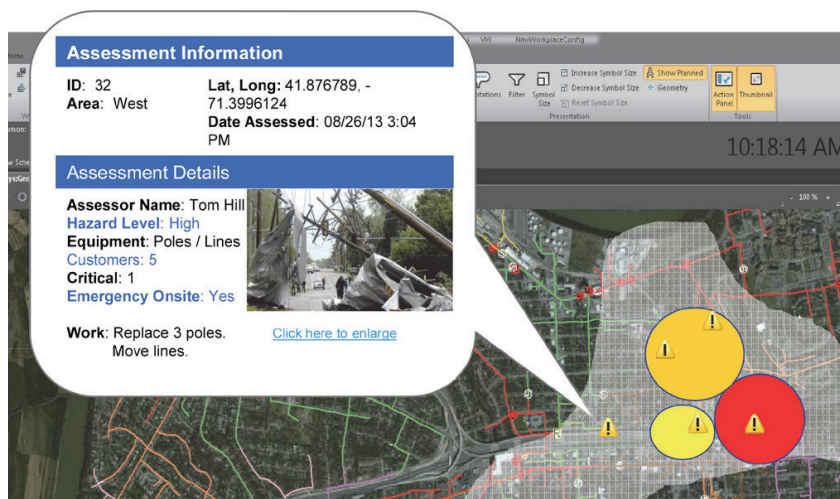 Assessment Information
ID: 32
Area: West
Lat, Long: 41.876789, -
71.3996124
Date Assessed: 08/26/13 3:04
PM
Assessment Details
Assessor Name: Tom Hill
Hazard Level: High
Equipment: Poles / Lines
Customers: 5
Critical: 1
Emergency Onsite: Yes
Work: Replace 3 poles.
Move lines.
Click here to enlarge
VVY NmxWorkplaceConfig
Filter
Symbol
Size
Increase Symbol Size
Decrease Symbol Size
Reset Symbol Size
Show Planned
Geometry
Presentation
Action
Panel
Thumbnail
Tools
10:18:14 AM
- 100 % +